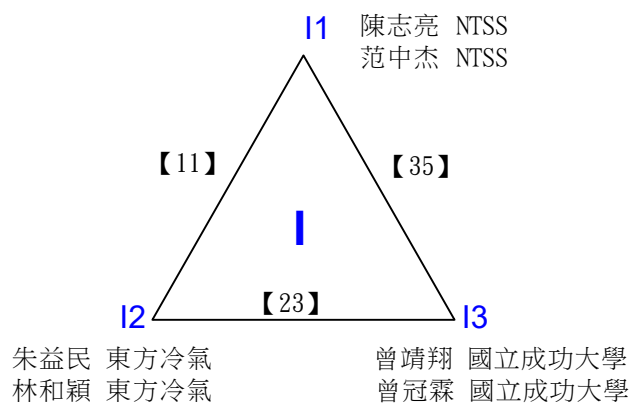 I1 陳志亮 NTSS
范中杰 NTSS
【11】 【35】
I
I2 【23】 I3
朱益民 東方冷氣 曾靖翔 國立成功大學
林和穎 東方冷氣 曾冠霖 國立成功大學